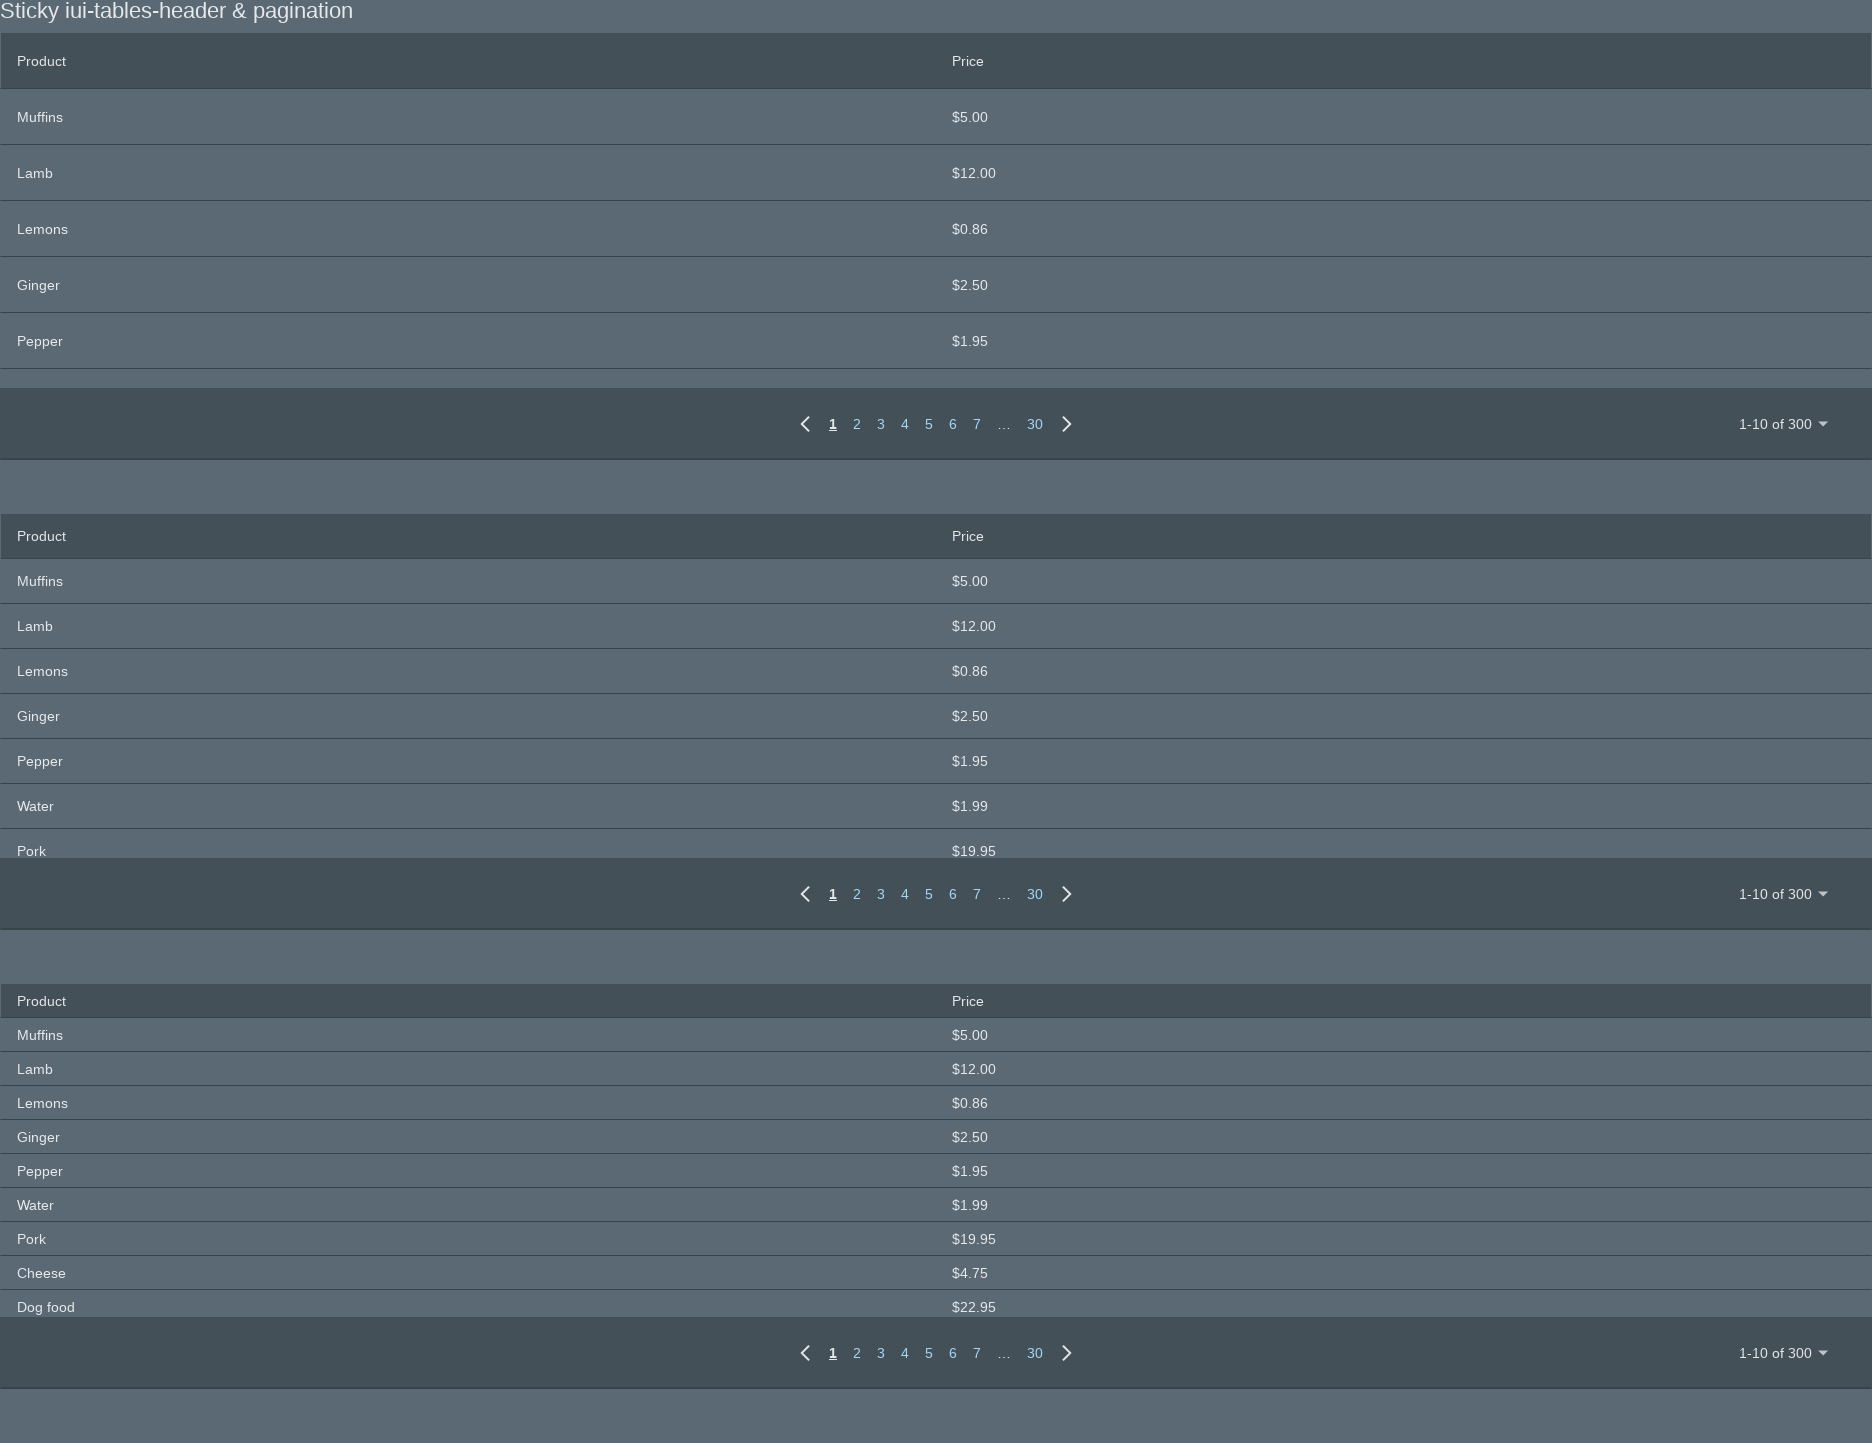 Sticky iui-tables-header & pagination
Product Price
Muffins $5.00
Lamb $12.00
Lemons $0.86
Ginger $2.50
Pepper $1.95
1 2 3 4 5 6 7 … 30 1-10 of 300
Product Price
Muffins $5.00
Lamb $12.00
Lemons $0.86
Ginger $2.50
Pepper $1.95
Water $1.99
Pork $19.95
1 2 3 4 5 6 7 … 30 1-10 of 300
Product Price
Muffins $5.00
Lamb $12.00
Lemons $0.86
Ginger $2.50
Pepper $1.95
Water $1.99
Pork $19.95
Cheese $4.75
Dog food $22.95
1 2 3 4 5 6 7 … 30 1-10 of 300